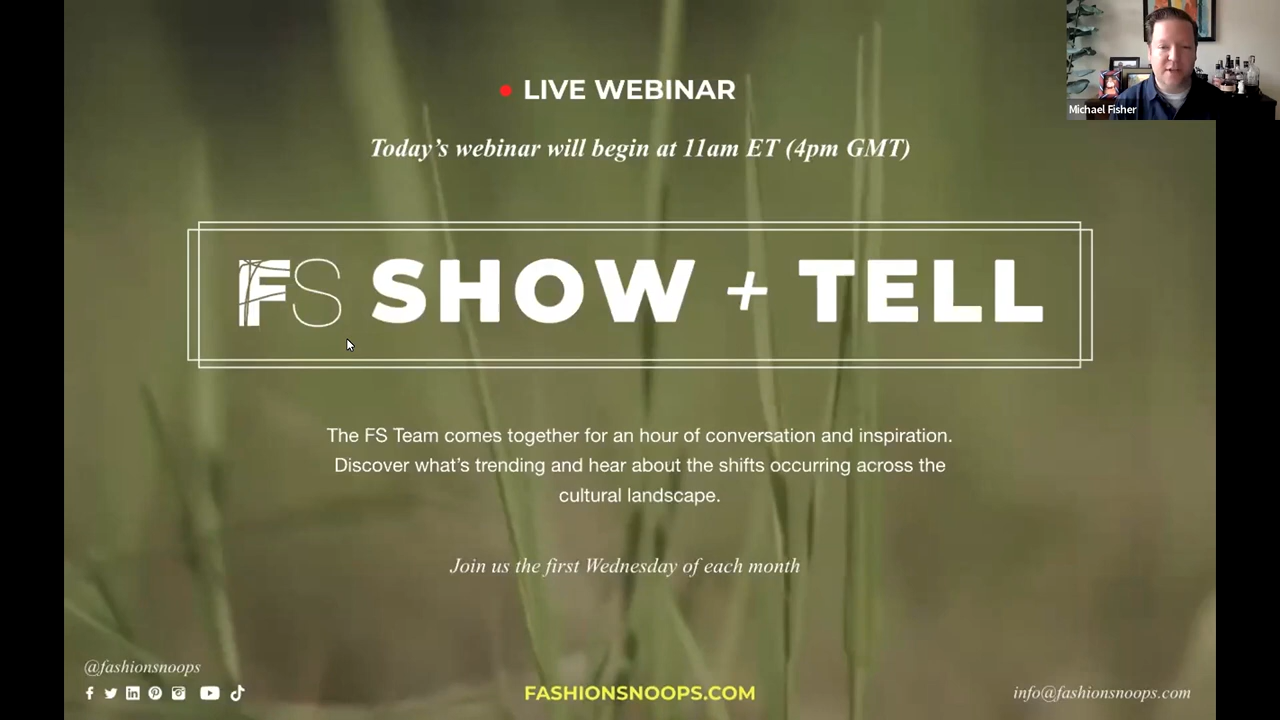 LIVE WEBINAR
Today's webinar will begin at 11am ET (4pm GMT)
Michael Fisher
FS SHOW + TELL
The FS Team comes together for an hour of conversation and inspiration.
Discover what's trending and hear about the shifts occurring across the
cultural landscape.
Join us the first Wednesday of each month
@fashionsnoops
FASHIONSNOOPS.COM
info@fashionsnoops.com